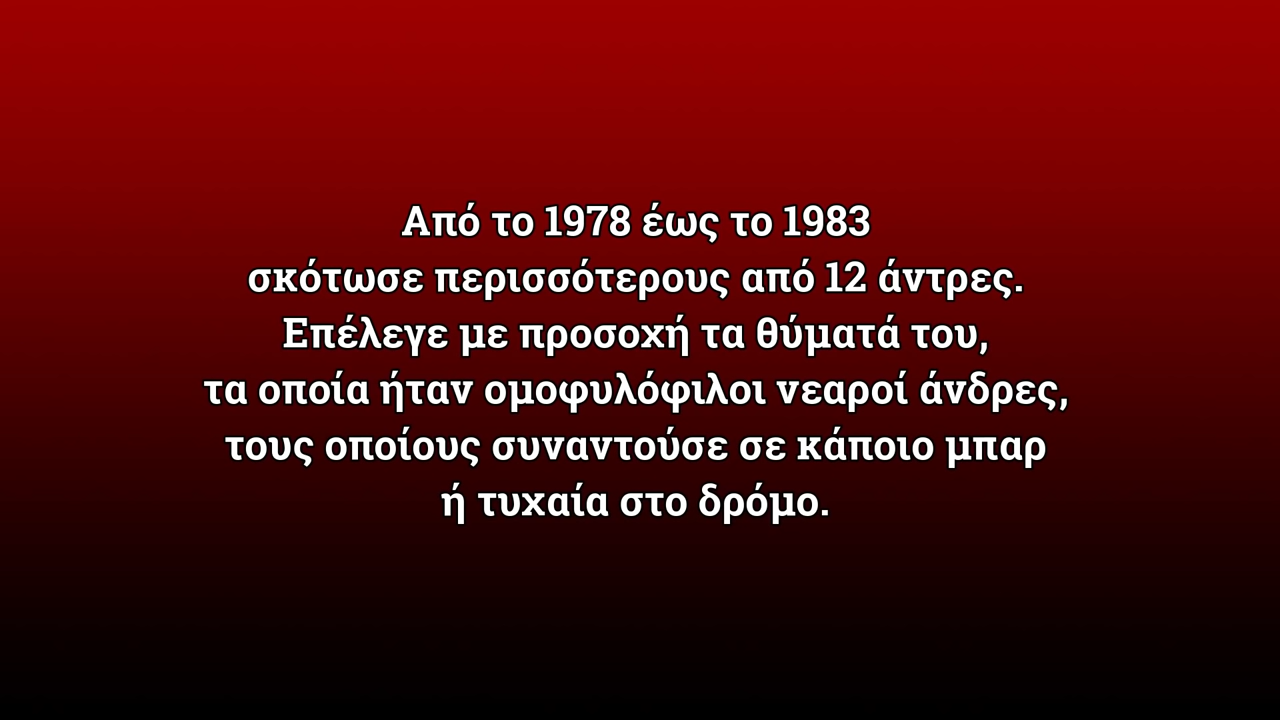 Από το 1978 έως το 1983
σκότωσε περισσότερους από 12 άντρες.
Επέλεγε με προσοχή τα θύματά του,
τα οποία ήταν ομοφυλόφιλοι νεαροί άνδρες,
τους οποίους συναντούσε σε κάποιο μπαρ
ή τυχαία στο δρόμο.